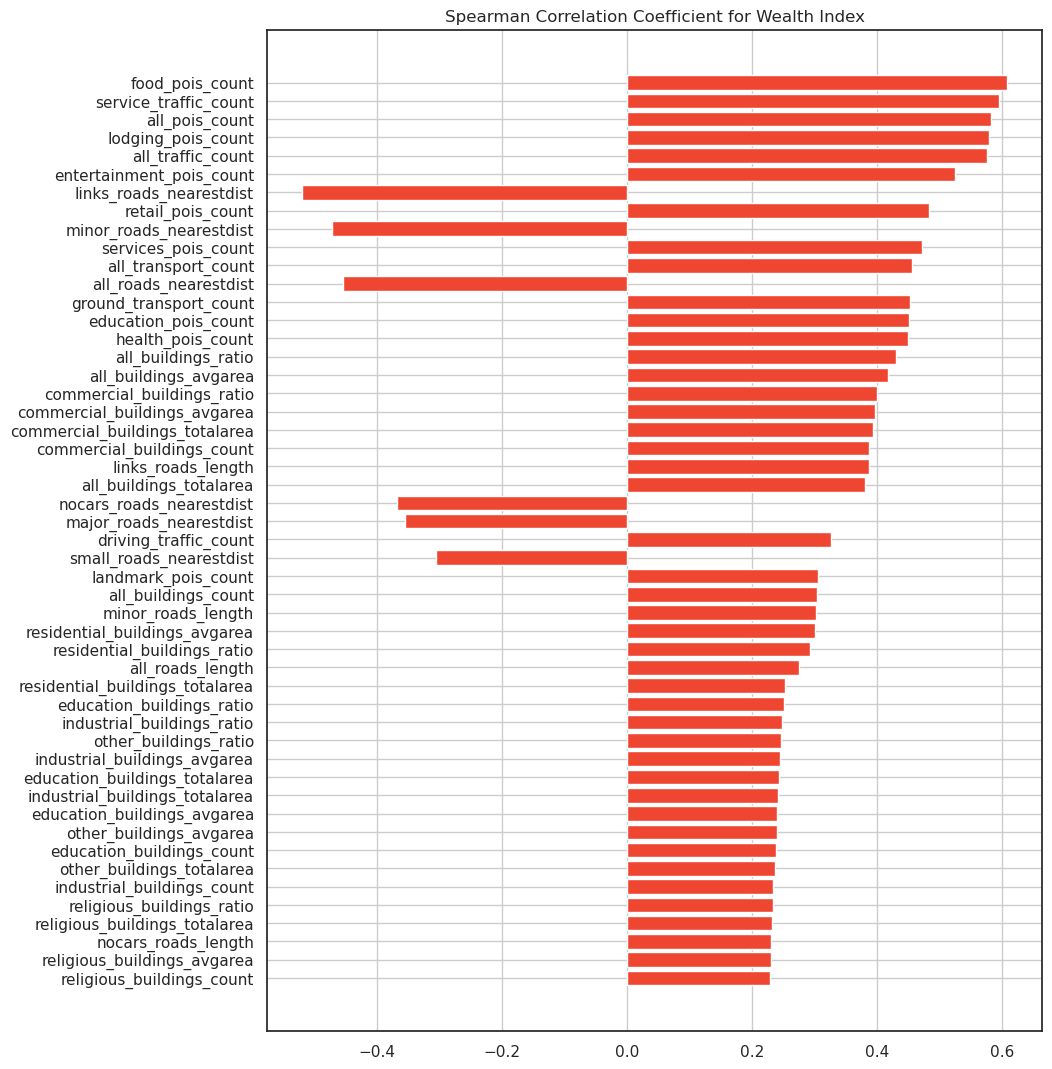 Spearman Correlation Coefficient for Wealth Index
food_pois_count
service_traffic_count
all_pois_count
lodging_pois_count
all_traffic_count
entertainment_pois_count
links_roads_nearestdist
retail_pois_count
minor_roads_nearestdist
services_pois_count
all_transport_count
all_roads_nearestdist
ground_transport_count
education_pois_count
health_pois_count
all_buildings_ratio
all_buildings_avgarea
commercial_buildings_ratio
commercial_buildings_avgarea
commercial_buildings_totalarea
commercial_buildings_count
links_roads_length
all_buildings_totalarea
nocars_roads_nearestdist
major_roads_nearestdist
driving_traffic_count
small_roads_nearestdist
landmark_pois_count
all_buildings_count
minor_roads_length
residential_buildings_avgarea
residential_buildings_ratio
all_roads_length
residential_buildings_totalarea
education_buildings_ratio
industrial_buildings_ratio
other_buildings_ratio
industrial_buildings_avgarea
education_buildings_totalarea
industrial_buildings_totalarea
education_buildings_avgarea
other_buildings_avgarea
education_buildings_count
other_buildings_totalarea
industrial_buildings_count
religious_buildings_ratio
religious_buildings_totalarea
nocars_roads_length
religious_buildings_avgarea
religious_buildings_count
−0.4 −0.2 0.0 0.2 0.4 0.6